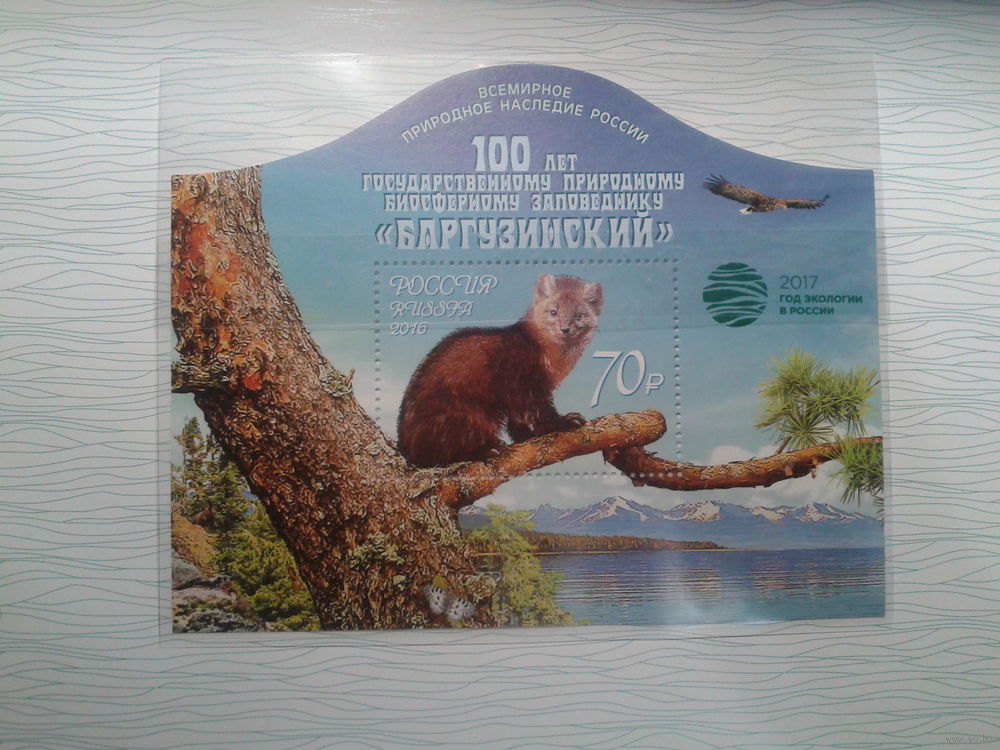 ВСЕМИРНОЕ
ПРИРОДНОЕ НАСЛЕДИЕ РОССИИ
100 ЛЕТ
ГОСУДАРСТВЕННОМУ ПРИРОДНОМУ
БИОСФЕРНОМУ ЗАПОВЕДНИКУ
«БАРГУЗИНСКИЙ»
РОССИЯ
RUSSIA
2016
70₽
2017
ГОД ЭКОЛОГИИ
В РОССИИ